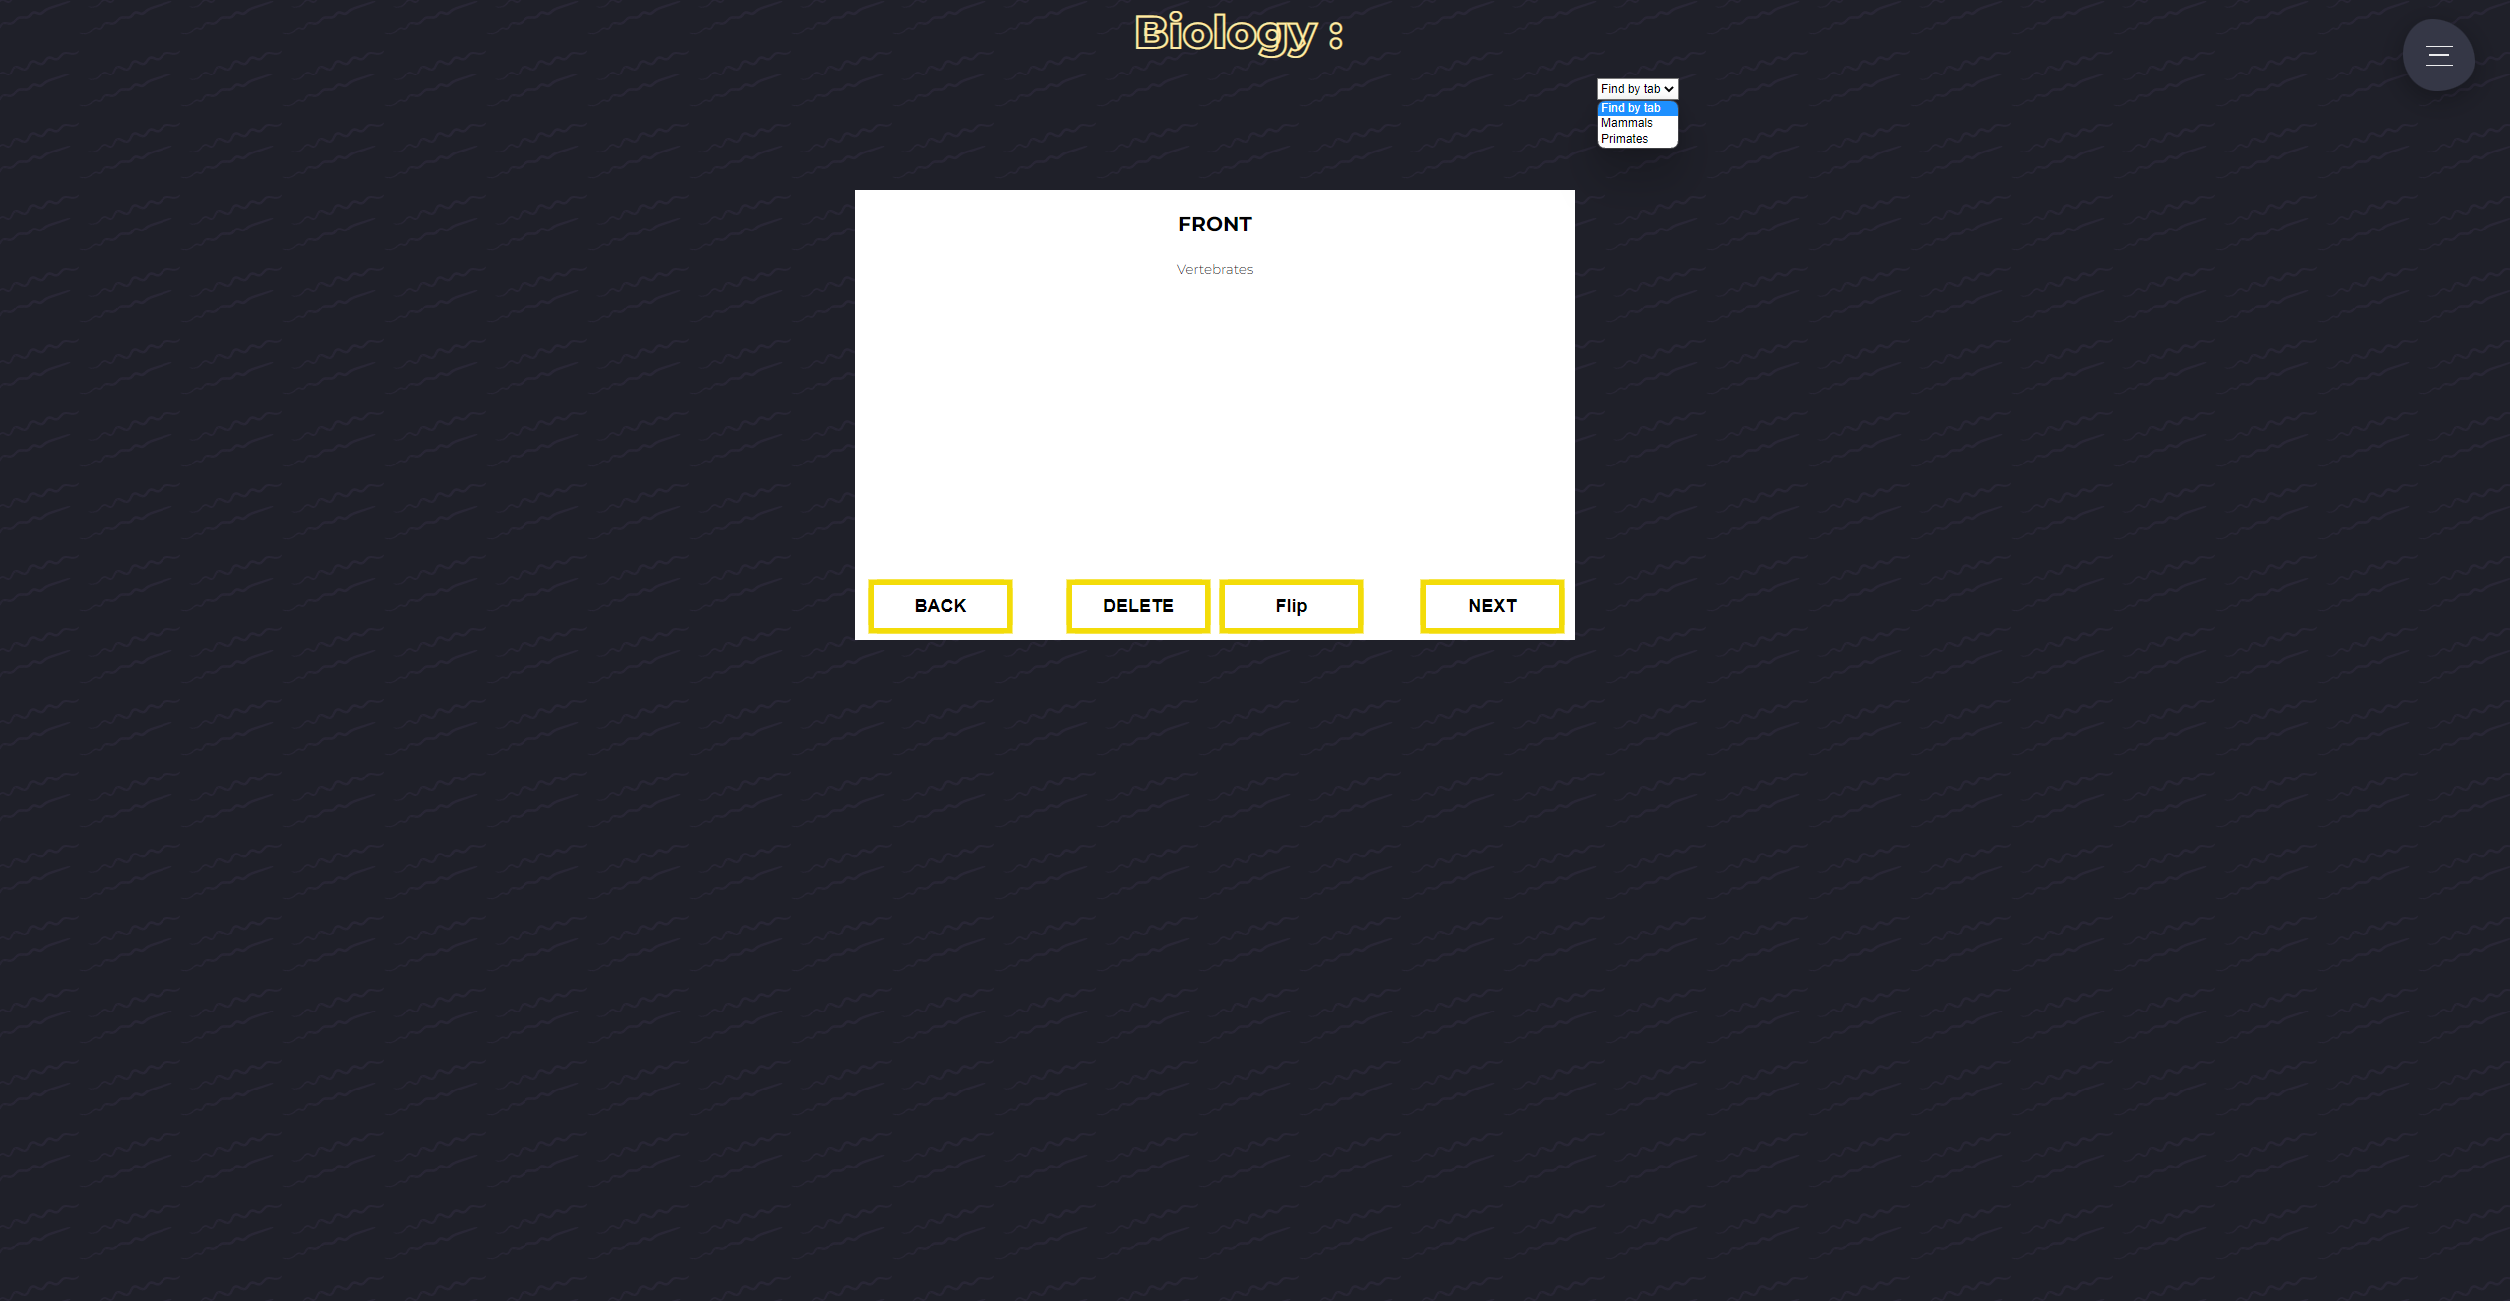 Biology :
Find by tab
Find by tab
Mammals
Primates
FRONT
Vertebrates
BACK DELETE Flip NEXT